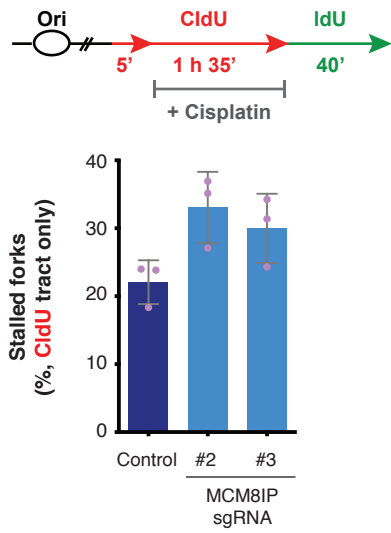 Ori
CldU
IdU
5’
1 h 35’
40’
+ Cisplatin
Stalled forks
(%, CldU tract only)
40
30
20
10
0
Control
#2
#3
MCM8IP
sgRNA